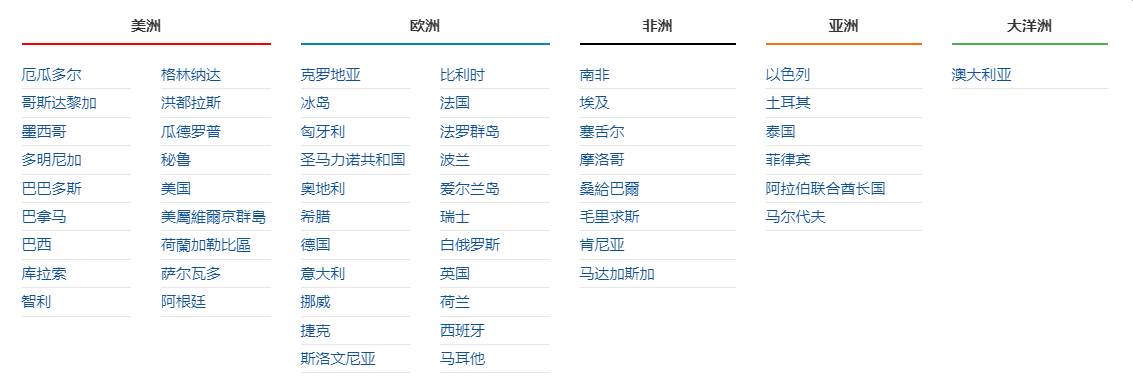 美洲
厄瓜多尔
哥斯达黎加
墨西哥
多明尼加
巴巴多斯
巴拿马
巴西
库拉索
智利
格林纳达
洪都拉斯
瓜德罗普
秘鲁
美国
美屬維爾京群島
荷蘭加勒比區
萨尔瓦多
阿根廷
欧洲
克罗地亚
冰岛
匈牙利
圣马力诺共和国
奥地利
希腊
德国
意大利
挪威
捷克
斯洛文尼亚
比利时
法国
法罗群岛
波兰
爱尔兰岛
瑞士
白俄罗斯
英国
荷兰
西班牙
马耳他
非洲
南非
埃及
塞舌尔
摩洛哥
桑給巴爾
毛里求斯
肯尼亚
马达加斯加
亚洲
以色列
土耳其
泰国
菲律宾
阿拉伯联合酋长国
马尔代夫
大洋洲
澳大利亚